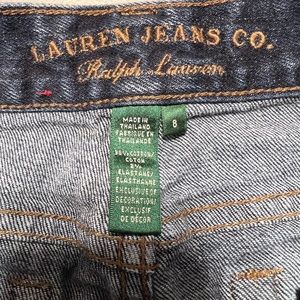 LAUREN JEANS CO.
Ralph Lauren
8
MADE IN
THAILAND
FABRIQUÉ EN
THAÏLANDE
COTTON/
COTON
ELASTANE/
ELASTHANNE
EXCLUSIVE OF
DECORATION/
EXCLUSIF
DE DÉCOR